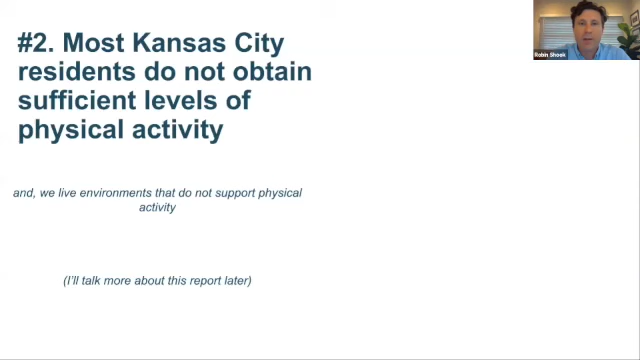 #2. Most Kansas City
residents do not obtain
sufficient levels of
physical activity
and, we live environments that do not support physical
activity
(I'll talk more about this report later)
Robin Shook